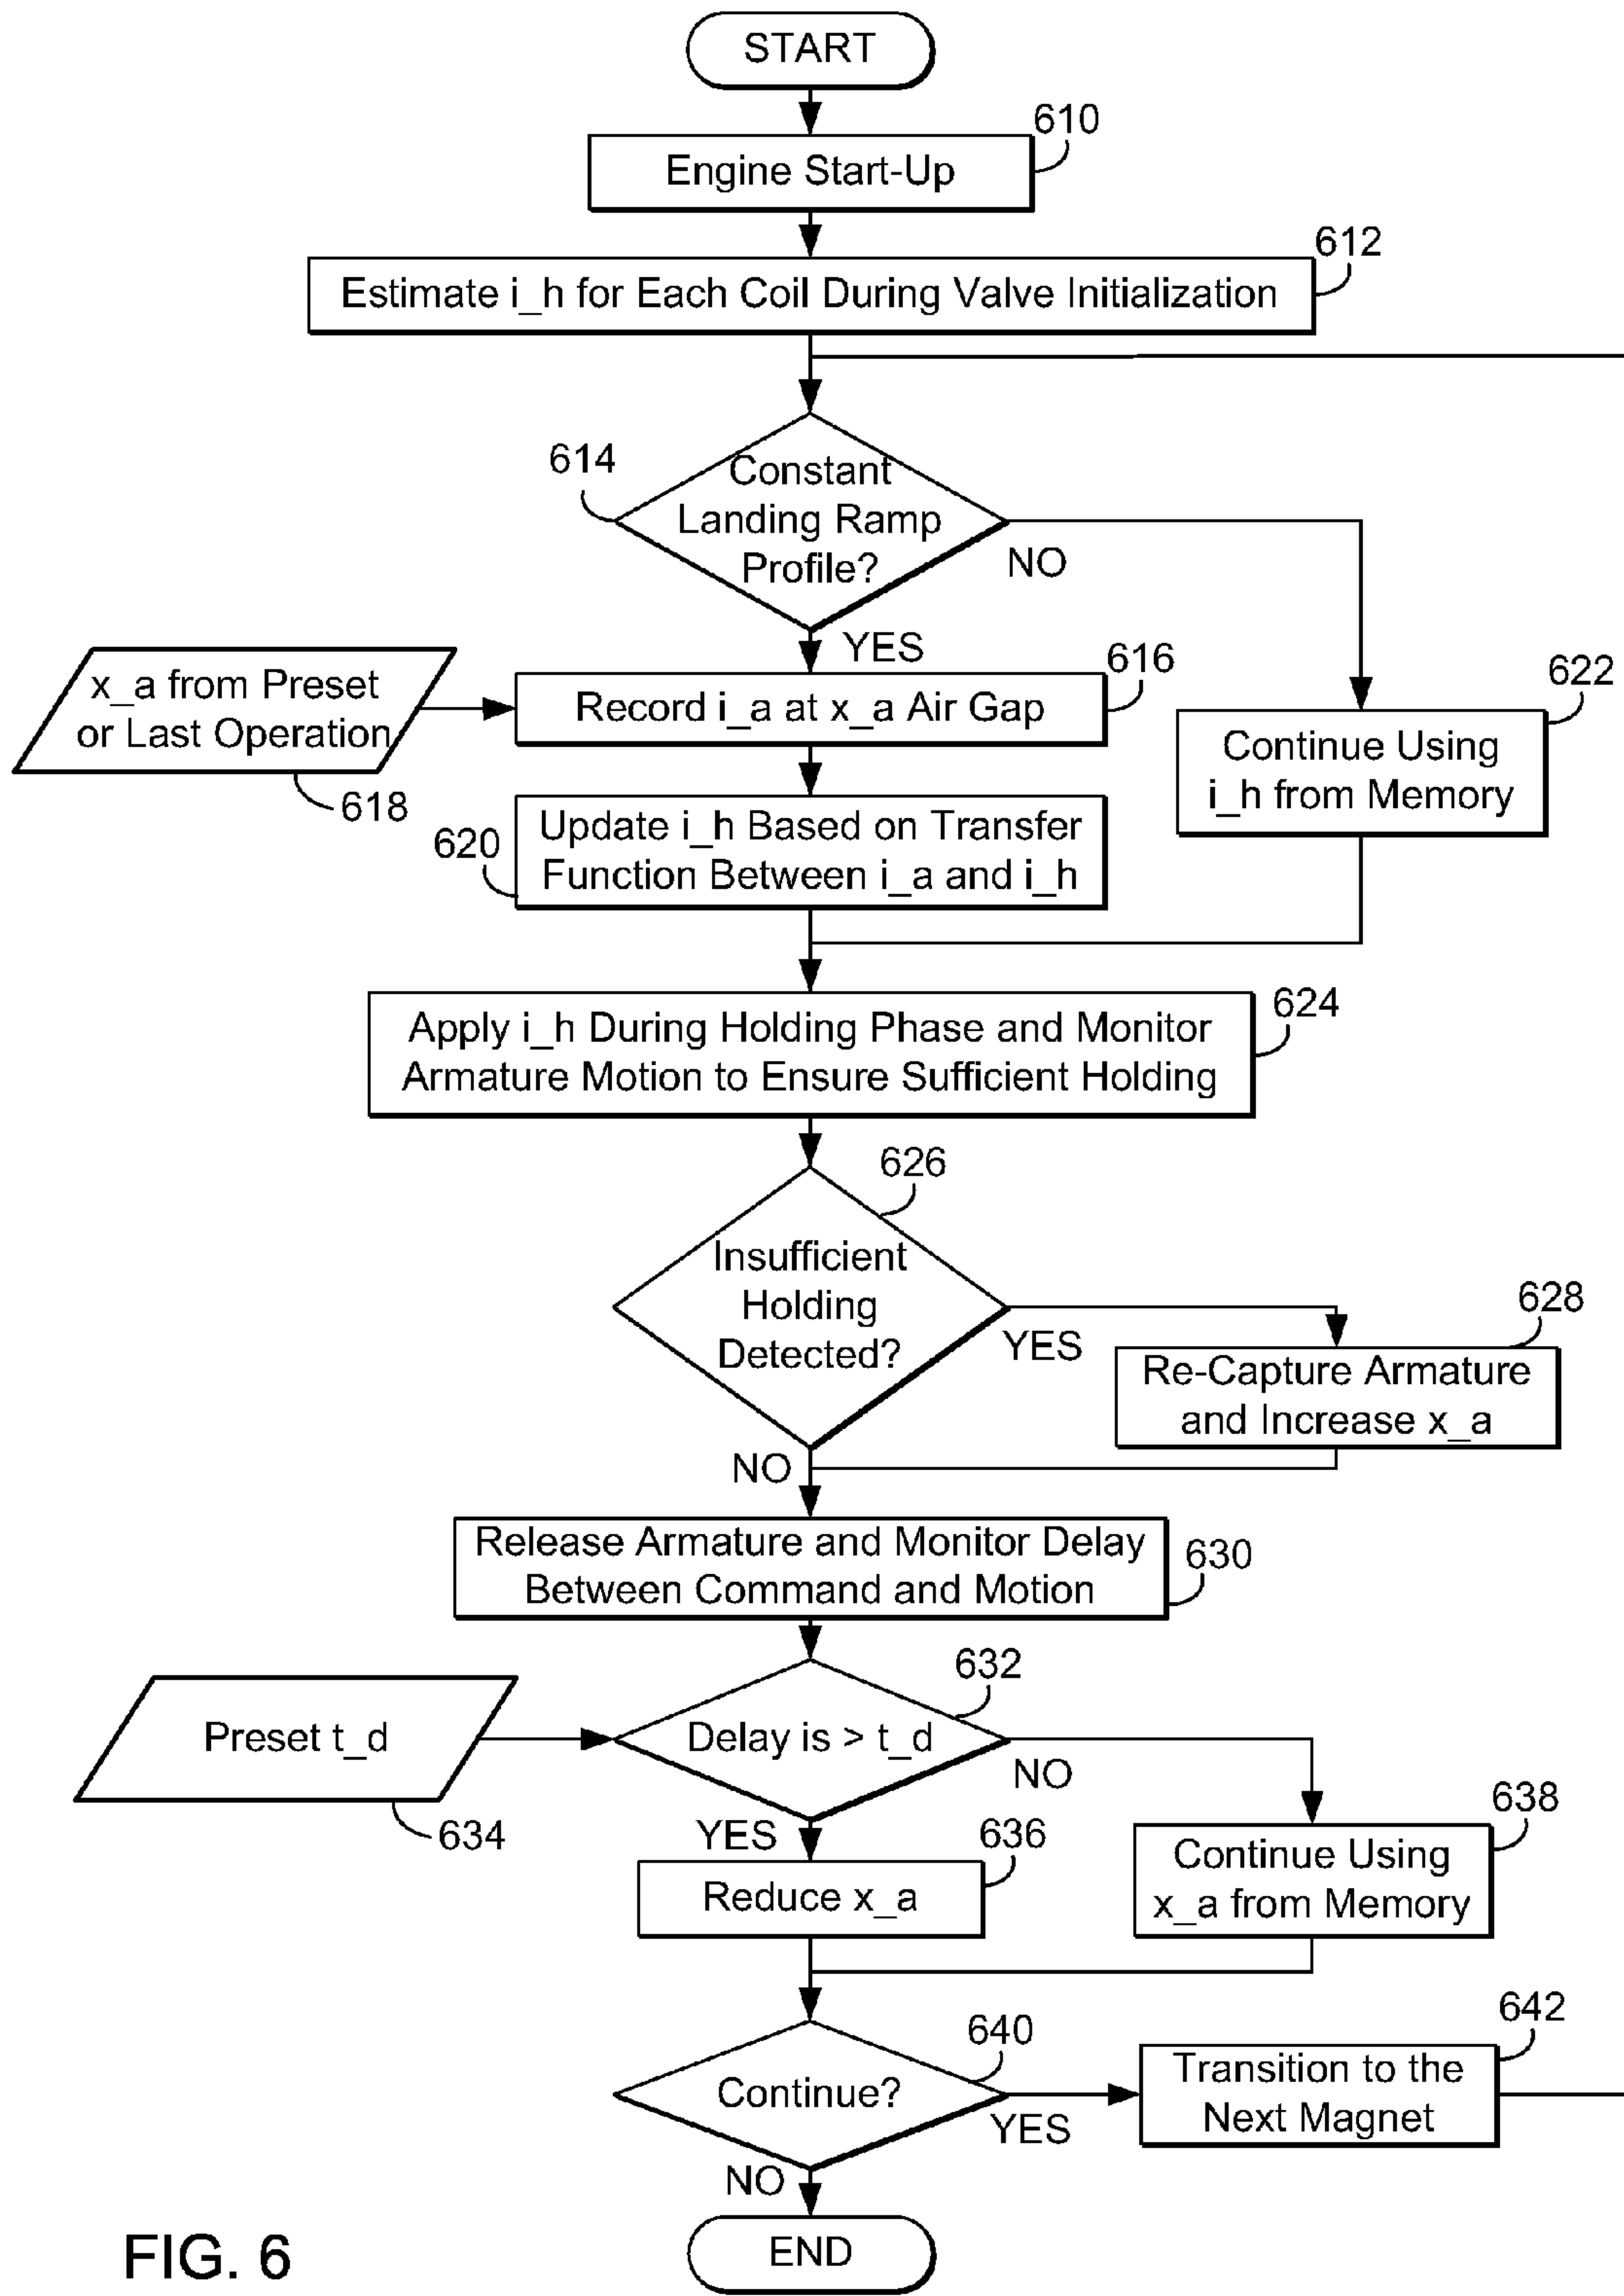 START
610
Engine Start-Up
612
Estimate i_h for Each Coil During Valve Initialization
614
Constant
Landing Ramp
Profile?
NO
YES
616
x_a from Preset
or Last Operation
618
Record i_a at x_a Air Gap
622
Continue Using
i_h from Memory
620
Update i_h Based on Transfer
Function Between i_a and i_h
624
Apply i_h During Holding Phase and Monitor
Armature Motion to Ensure Sufficient Holding
626
Insufficient
Holding
Detected?
YES
628
Re-Capture Armature
and Increase x_a
NO
Release Armature and Monitor Delay
Between Command and Motion
630
632
Preset t_d
634
Delay is > t_d
NO
YES
636
Reduce x_a
638
Continue Using
x_a from Memory
640
Continue?
YES
642
Transition to the
Next Magnet
NO
END
FIG. 6